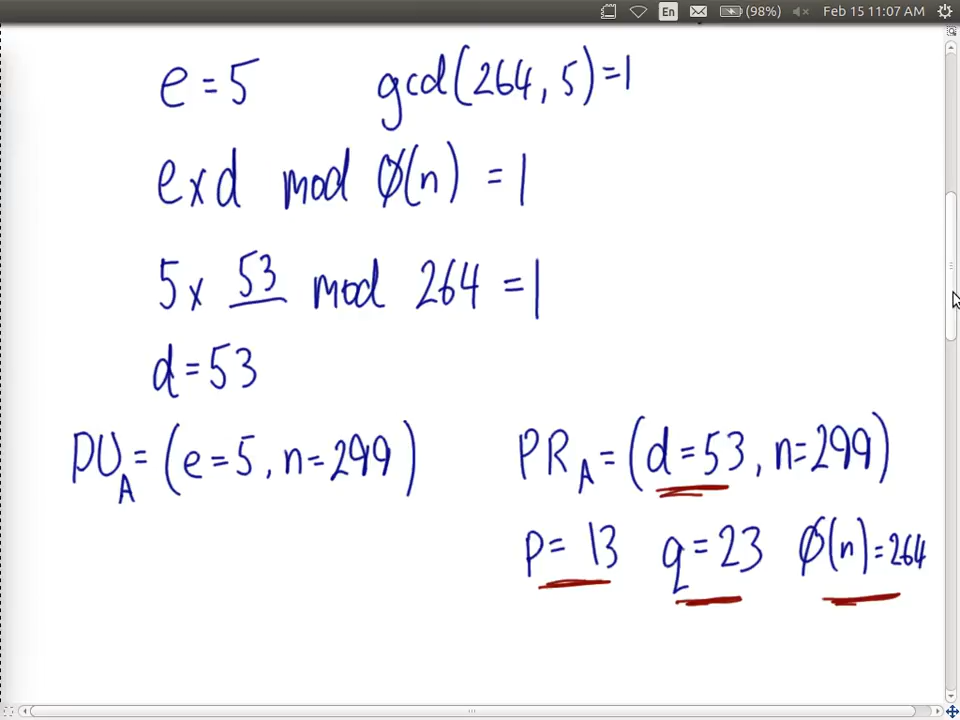 En (98%) Feb 15 11:07 AM
e = 5 gcd(264, 5) = 1
e x d mod Ø(n) = 1
5 x 53 mod 264 = 1
d = 53
PU_A = (e = 5, n = 299) PR_A = (d = 53, n = 299)
p = 13 q = 23 Ø(n) = 264